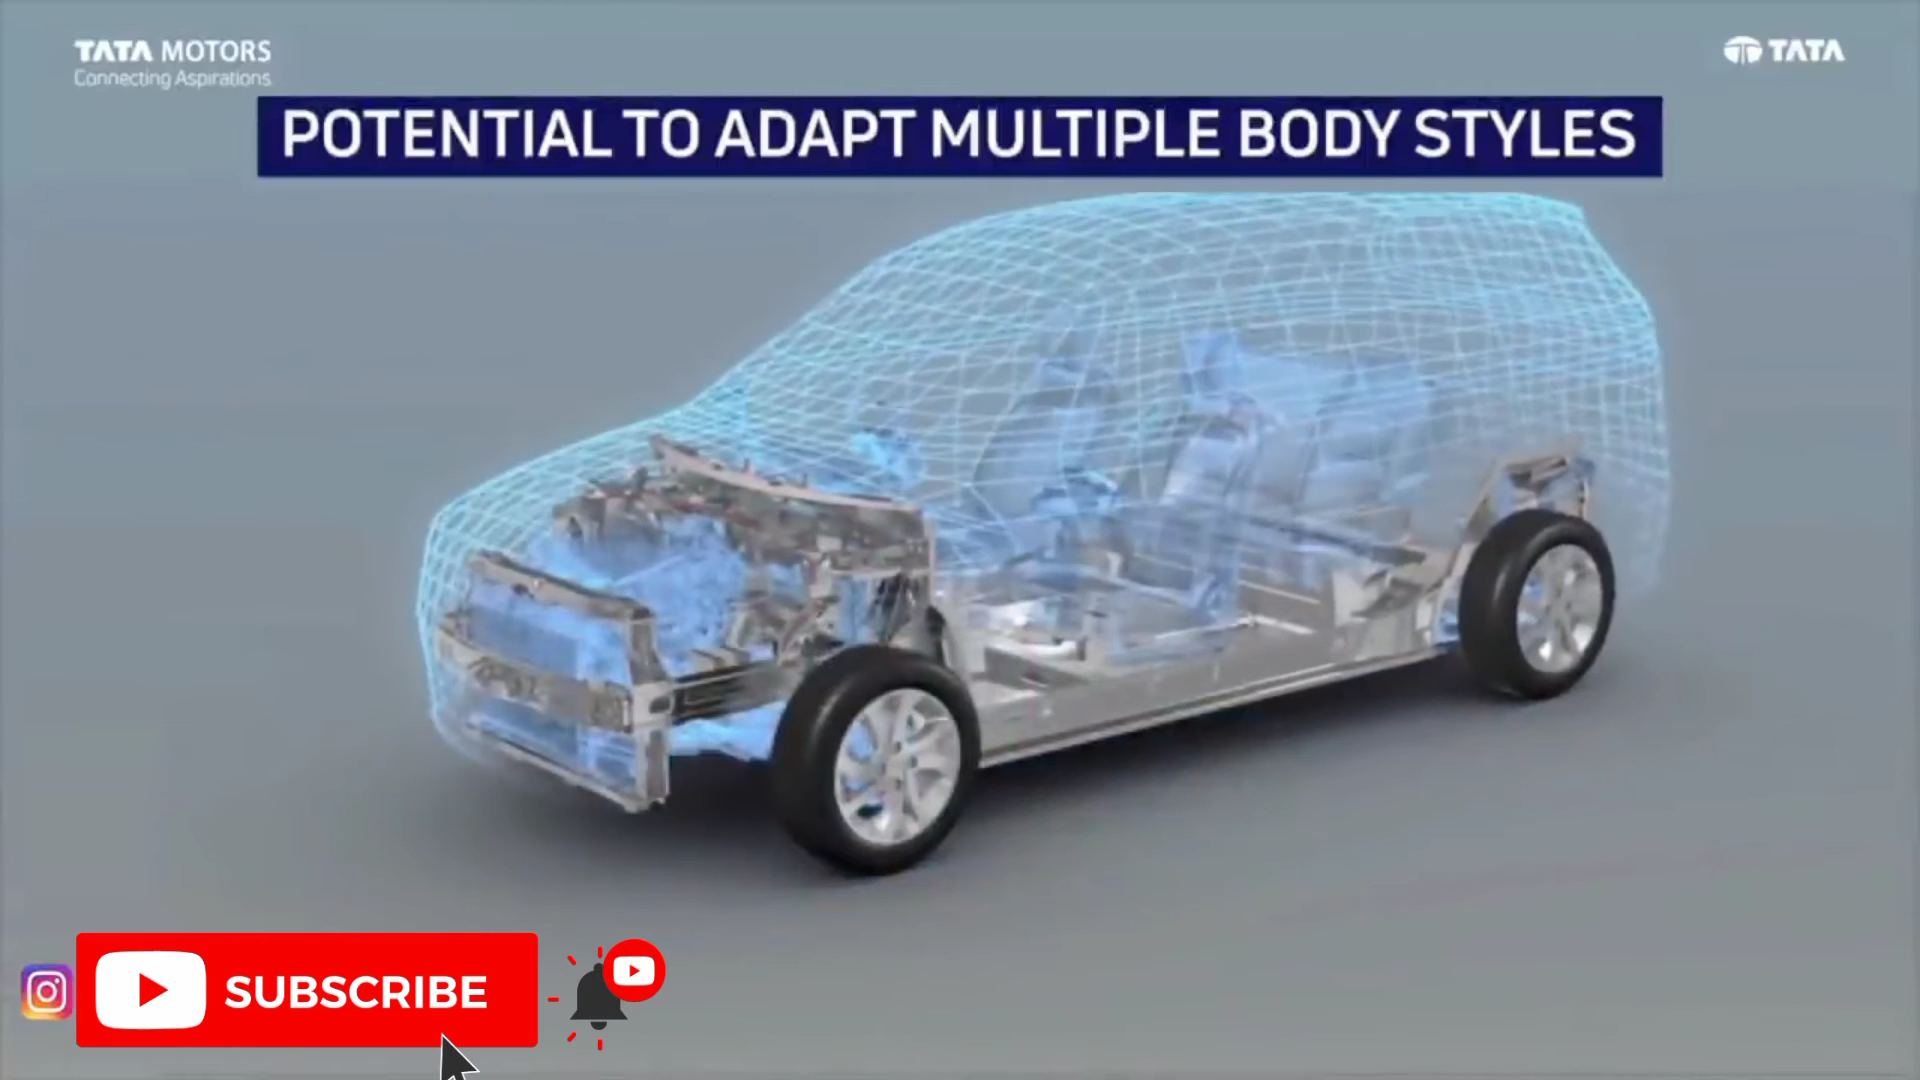 TATA MOTORS
Connecting Aspirations
TATA
POTENTIAL TO ADAPT MULTIPLE BODY STYLES
SUBSCRIBE